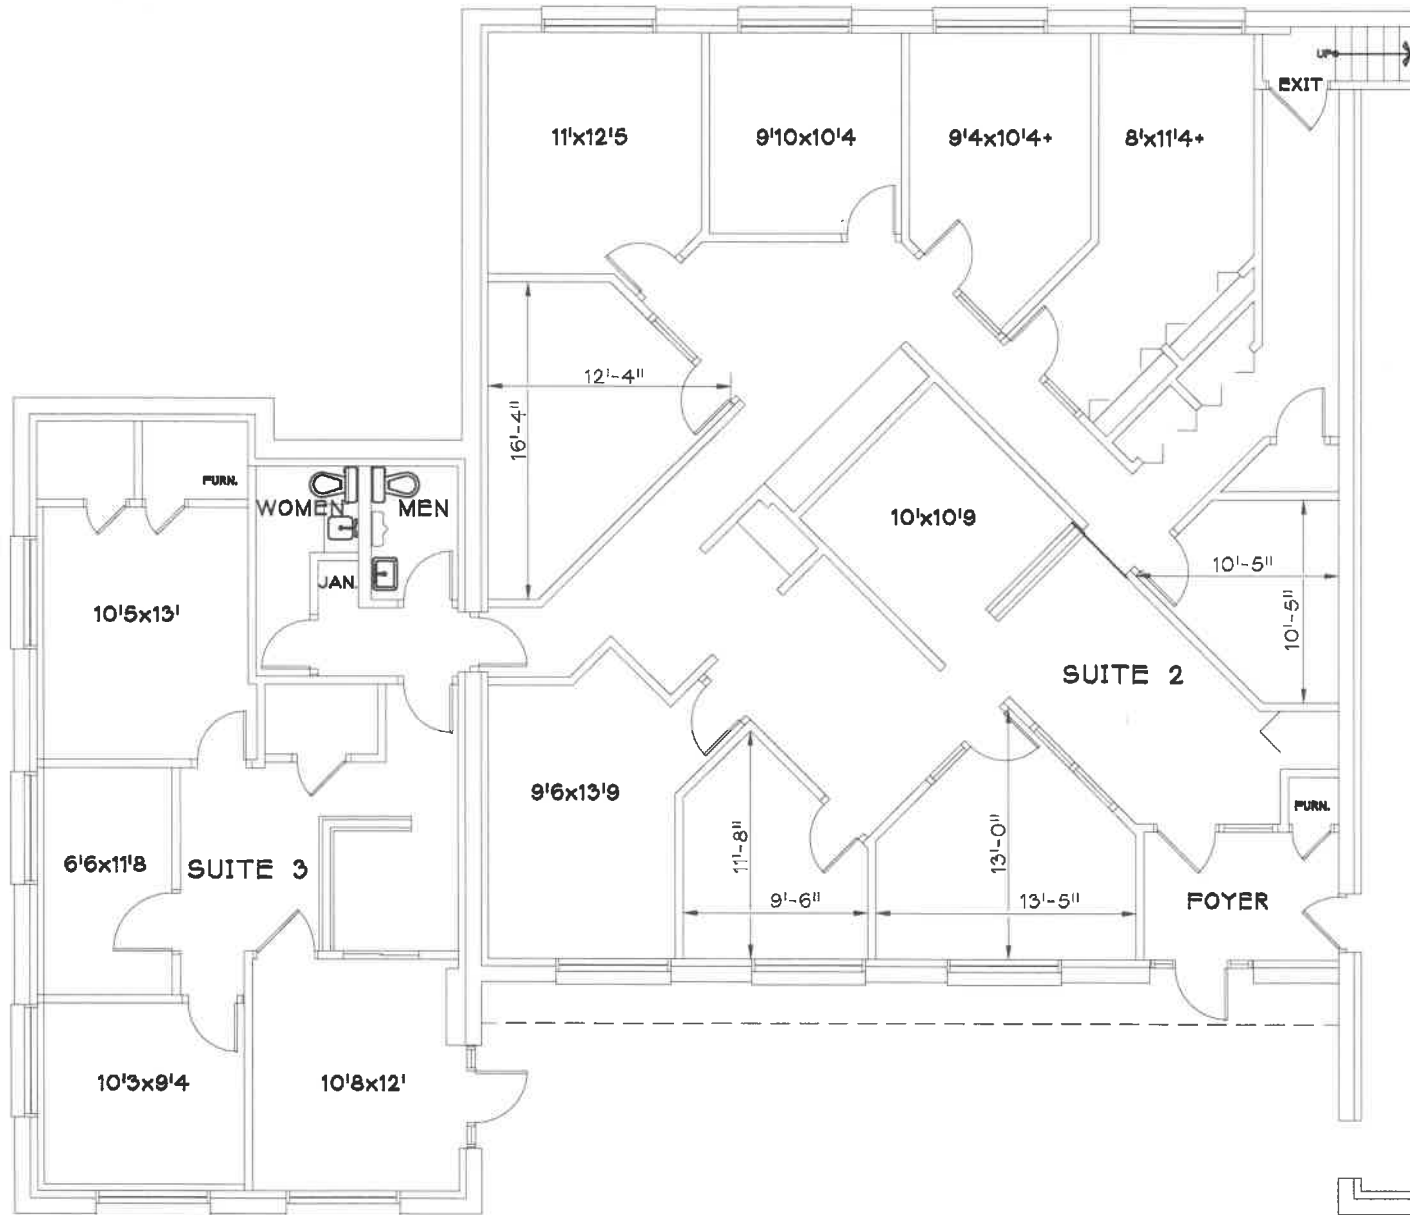 UP
EXIT
11'x12'5
9'10x10'4
9'4x10'4+
8'x11'4+
12'-4"
16'-4"
FURN.
WOMEN
MEN
10'x10'9
JAN.
10'-5"
10'-5"
10'5x13'
SUITE 2
9'6x13'9
FURN.
11'-8"
13'-0"
6'6x11'8
SUITE 3
9'-6"
13'-5"
FOYER
10'3x9'4
10'8x12'